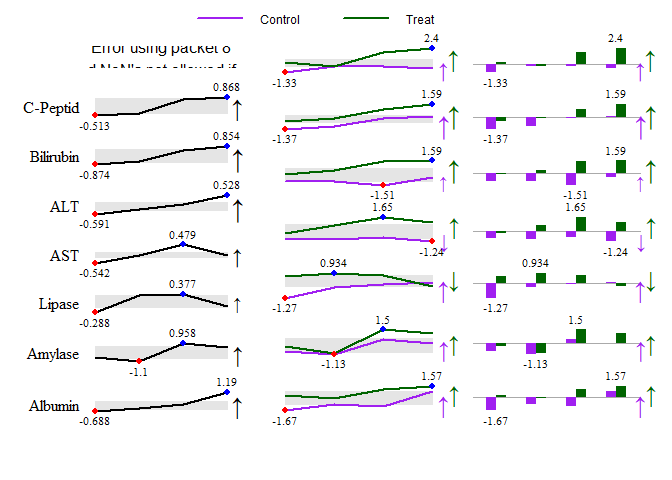 Control Treat
Error using packet 8
2.4 2.4
-1.33 -1.33
C-Peptid 0.868 1.59 1.59
-0.513 -1.37 -1.37
Bilirubin 0.854 1.59 1.59
-0.874 -1.51 -1.51
ALT 0.528 1.65 1.65
-0.591 -1.24 -1.24
AST 0.479 0.934 0.934
-0.542 -1.27 -1.27
Lipase 0.377 1.5 1.5
-0.288 -1.13 -1.13
Amylase 0.958 1.57 1.57
-1.1 -1.67 -1.67
Albumin 1.19
-0.688